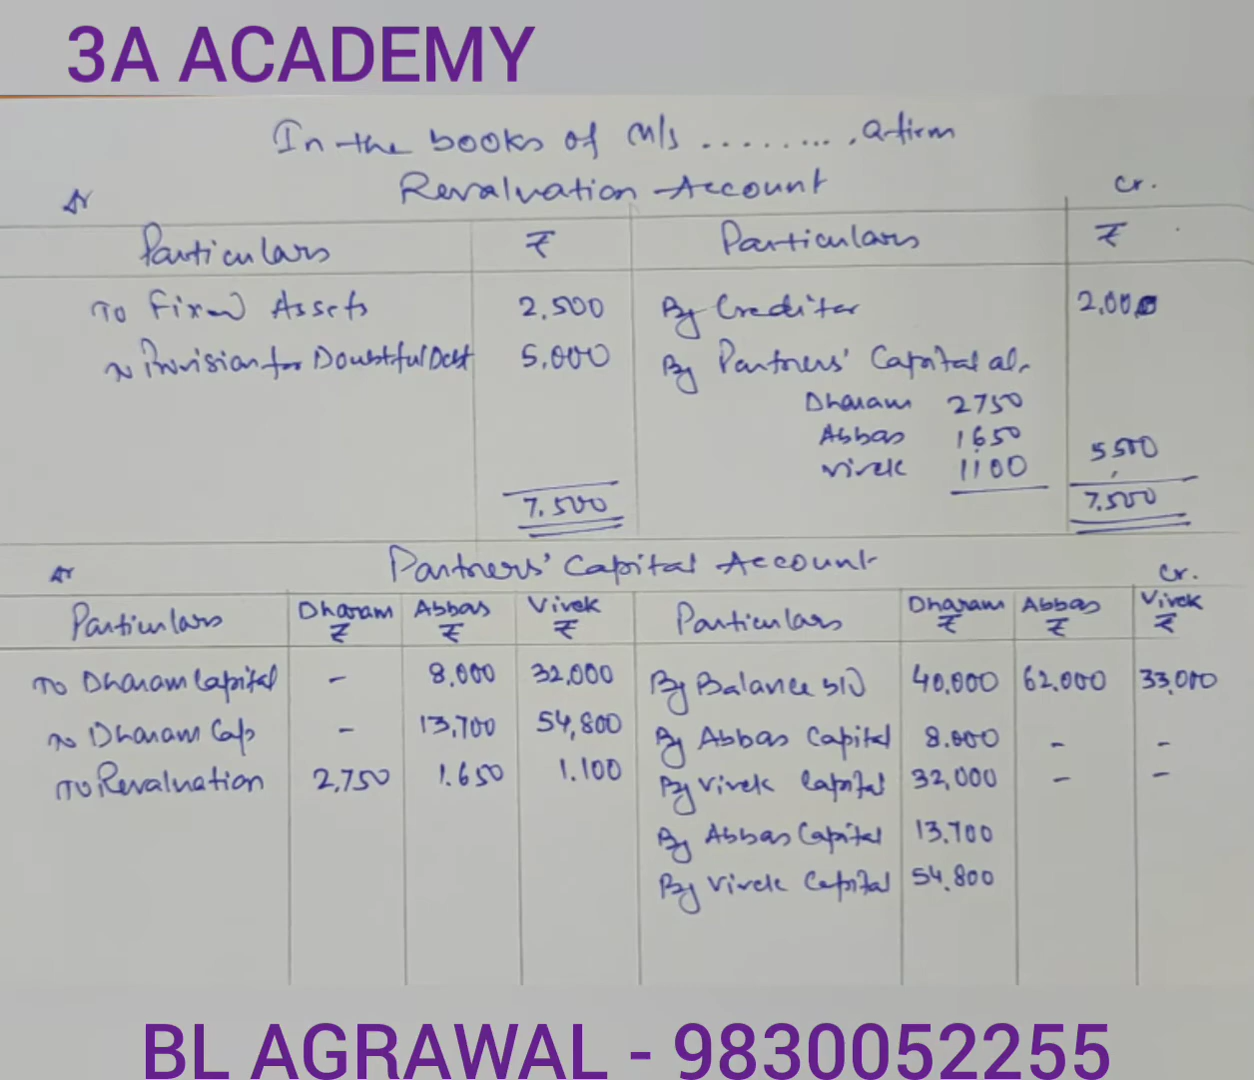 3A ACADEMY
In the books of M/s ........., a firm
Revaluation Account
Dr Cr.
Particulars ₹ Particulars ₹
To Fixed Assets 2,500 By Creditor 2,000
" Provision for Doubtful Debt 5,000 By Partners' Capital a/c
Dharam 2750
Abbas 1650
Vivek 1100 5,500
7,500 7,500
Partners' Capital Account
Dr Cr.
Particulars Dharam ₹ Abbas ₹ Vivek ₹ Particulars Dharam ₹ Abbas ₹ Vivek ₹
To Dharam Capital - 8,000 32,000 By Balance b/d 40,000 62,000 33,000
" Dharam Cap - 13,700 54,800 By Abbas Capital 8,000 - -
To Revaluation 2,750 1,650 1,100 By Vivek Capital 32,000 - -
By Abbas Capital 13,700
By Vivek Capital 54,800
BL AGRAWAL - 9830052255